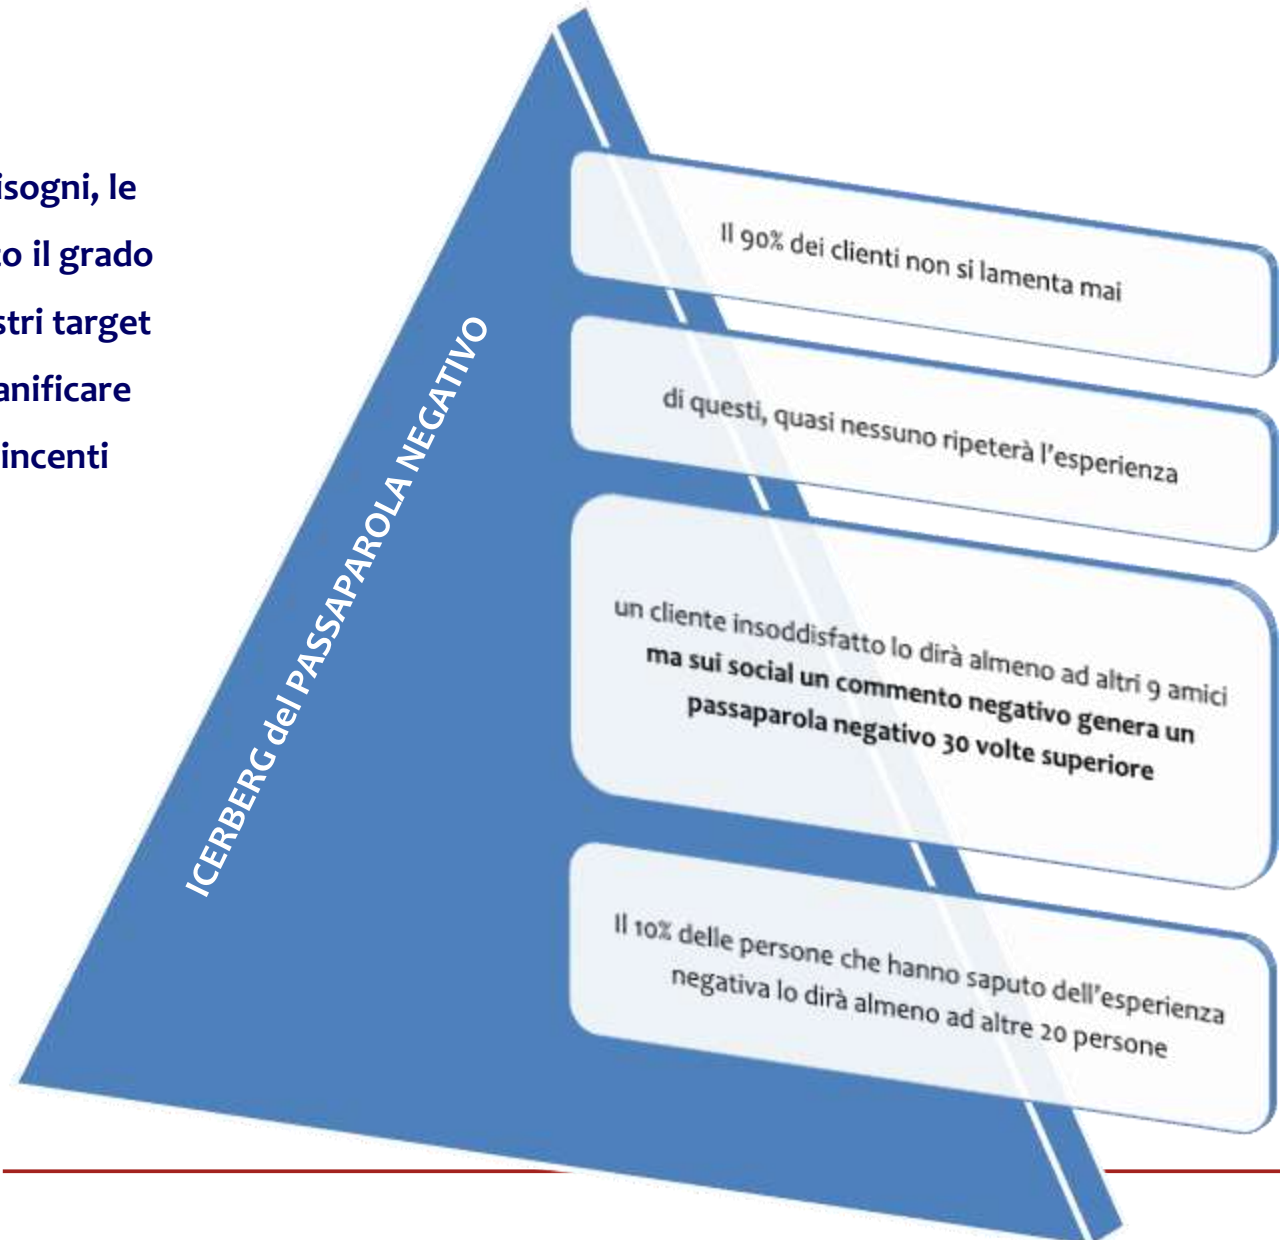 isogni, le
o il grado
stri target
anificare
incenti
ICERBERG del PASSAPAROLA NEGATIVO
Il 90% dei clienti non si lamenta mai
di questi, quasi nessuno ripeterà l'esperienza
un cliente insoddisfatto lo dirà almeno ad altri 9 amici
ma sui social un commento negativo genera un
passaparola negativo 30 volte superiore
Il 10% delle persone che hanno saputo dell'esperienza
negativa lo dirà almeno ad altre 20 persone